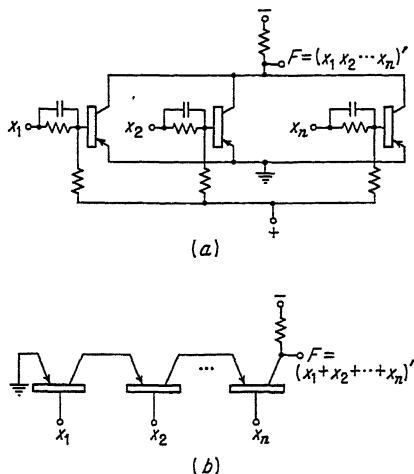 −
F=(x₁ x₂ ⋯ xₙ)′
x₁ x₂ xₙ
+
(a)
−
⋯
F=
(x₁+x₂+⋯+xₙ)′
x₁ x₂ xₙ
(b)